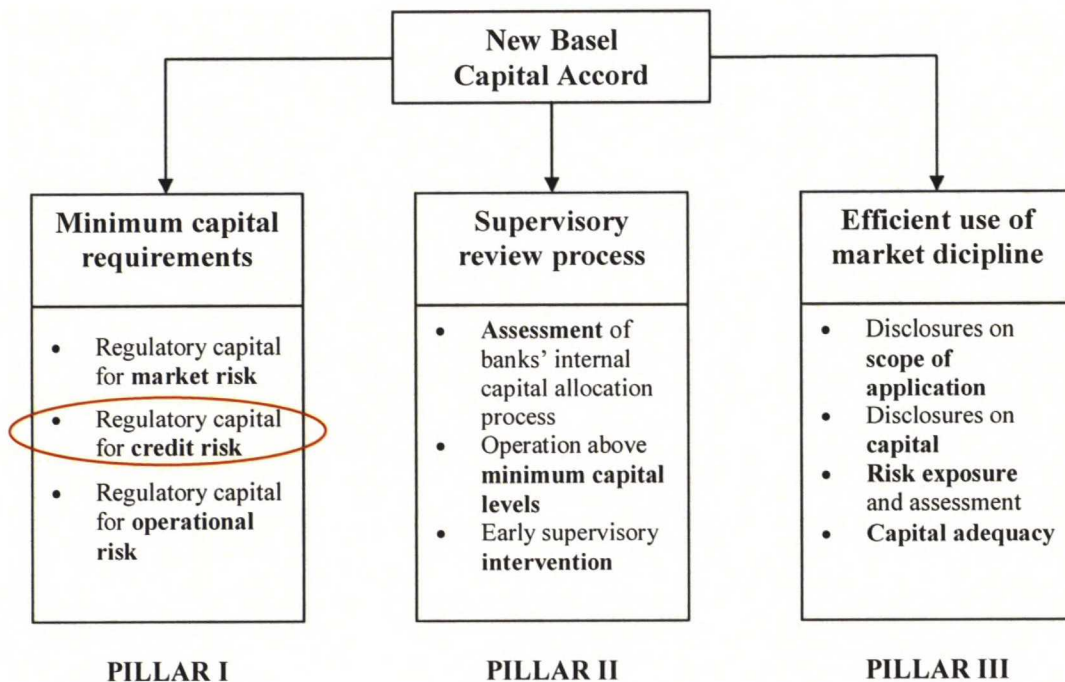 New Basel
Capital Accord
Minimum capital
requirements
• Regulatory capital
for market risk
• Regulatory capital
for credit risk
• Regulatory capital
for operational
risk
PILLAR I
Supervisory
review process
• Assessment of
banks' internal
capital allocation
process
• Operation above
minimum capital
levels
• Early supervisory
intervention
PILLAR II
Efficient use of
market dicipline
• Disclosures on
scope of
application
• Disclosures on
capital
• Risk exposure
and assessment
• Capital adequacy
PILLAR III